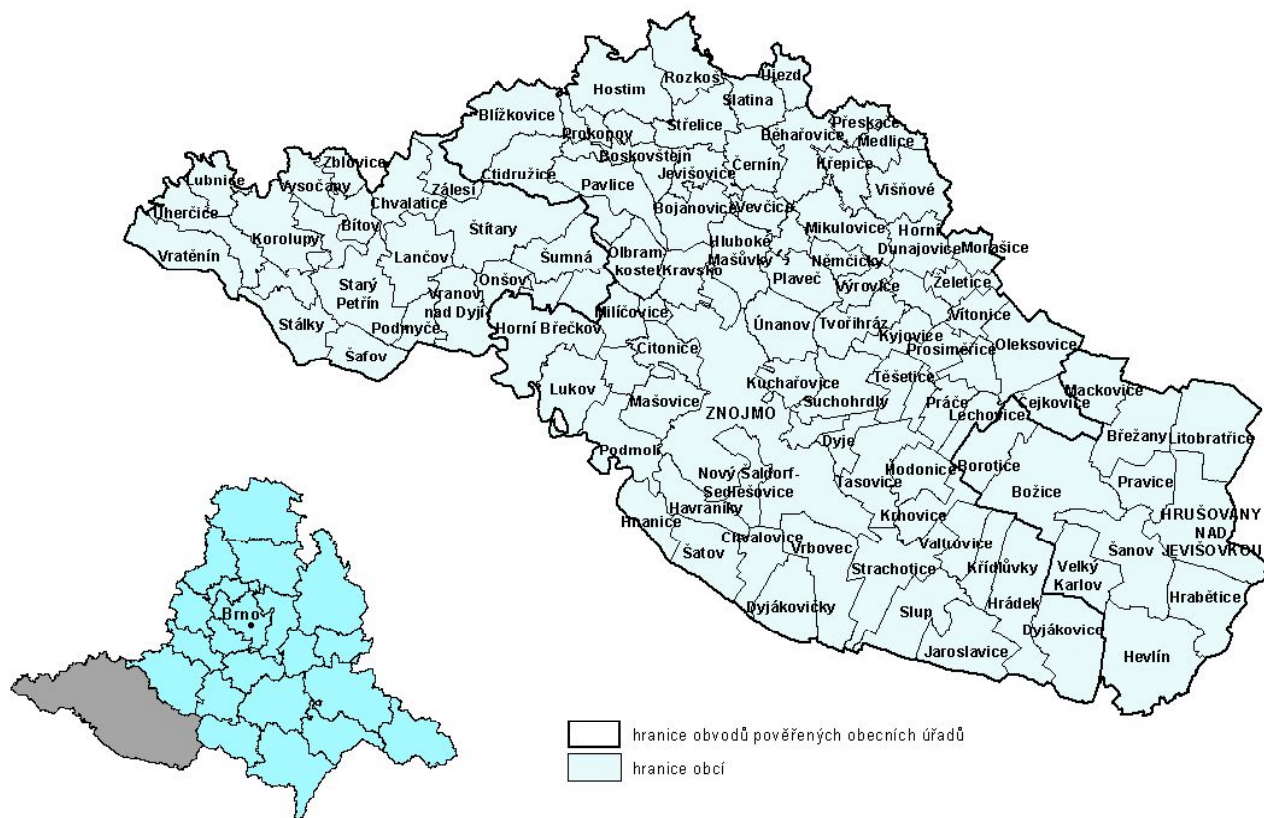 Hostim
Rozkoš
Újezd
Slatina
Blížkovice
Střelice
Přeskače
Prokopov
Běhařovice
Medlice
Boskovštejn
Zblovice
Jevišovice
Černín
Křepice
Lubnice
Vysočany
Ctidružice
Pavlice
Višňové
Zálesí
Chvalatice
Uherčice
Bojanovice
Vevčice
Bítov
Štítary
Mikulovice
Horní
Dunajovice
Korolupy
Hluboké
Mašůvky
Morašice
Vratěnín
Lančov
Šumná
Olbram
kostel
Kravsko
Němčičky
Plaveč
Starý
Petřín
Onšov
Výrovice
Želetice
Vranov
nad Dyjí
Milíčovice
Vítonice
Stálky
Podmyče
Horní Břečkov
Únanov
Tvořihráz
Kyjovice
Prosiměřice
Oleksovice
Šafov
Citonice
Kuchařovice
Těšetice
Lukov
Mašovice
Suchohrdly
Práče
Mackovice
Čejkovice
ZNOJMO
Lechovice
Břežany
Litobratřice
Podmolí
Dyje
Nový Šaldorf-
Sedlešovice
Tasovice
Hodonice
Borotice
Božice
Pravice
Havraníky
Hnanice
Krhovice
HRUŠOVANY
NAD
JEVIŠOVKOU
Šatov
Chvalovice
Vrbovec
Valtrovice
Šanov
Strachotice
Křídlůvky
Velký
Karlov
Dyjákovičky
Slup
Hrádek
Hrabětice
Dyjákovice
Jaroslavice
Hevlín
Brno
hranice obvodů pověřených obecních úřadů
hranice obcí